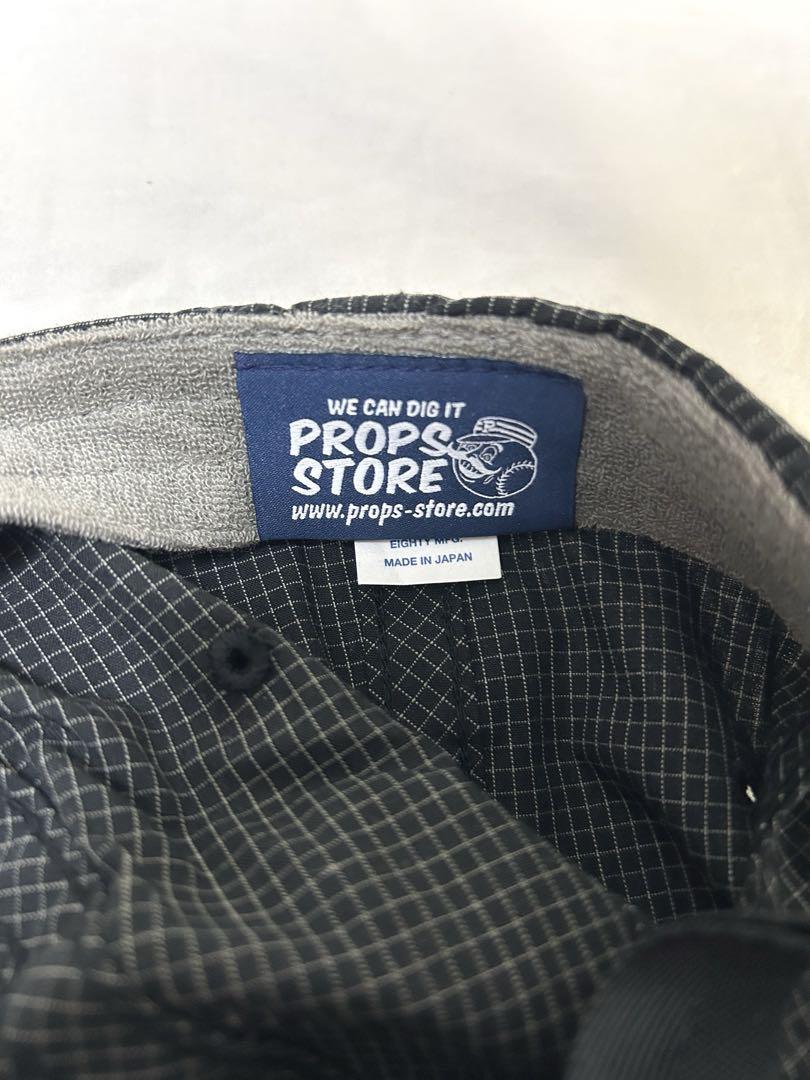 WE CAN DIG IT
P
PROPS
STORE
www.props-store.com
EIGHTY MFG.
MADE IN JAPAN